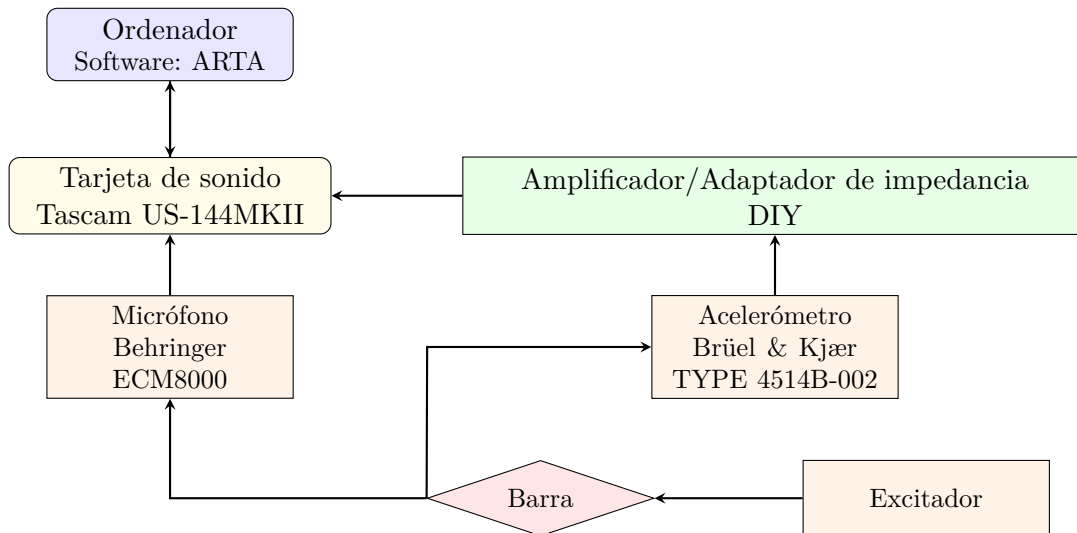 Ordenador
Software: ARTA
Tarjeta de sonido
Tascam US-144MKII
Amplificador/Adaptador de impedancia
DIY
Micrófono
Behringer
ECM8000
Acelerómetro
Brüel & Kjær
TYPE 4514B-002
Barra
Excitador